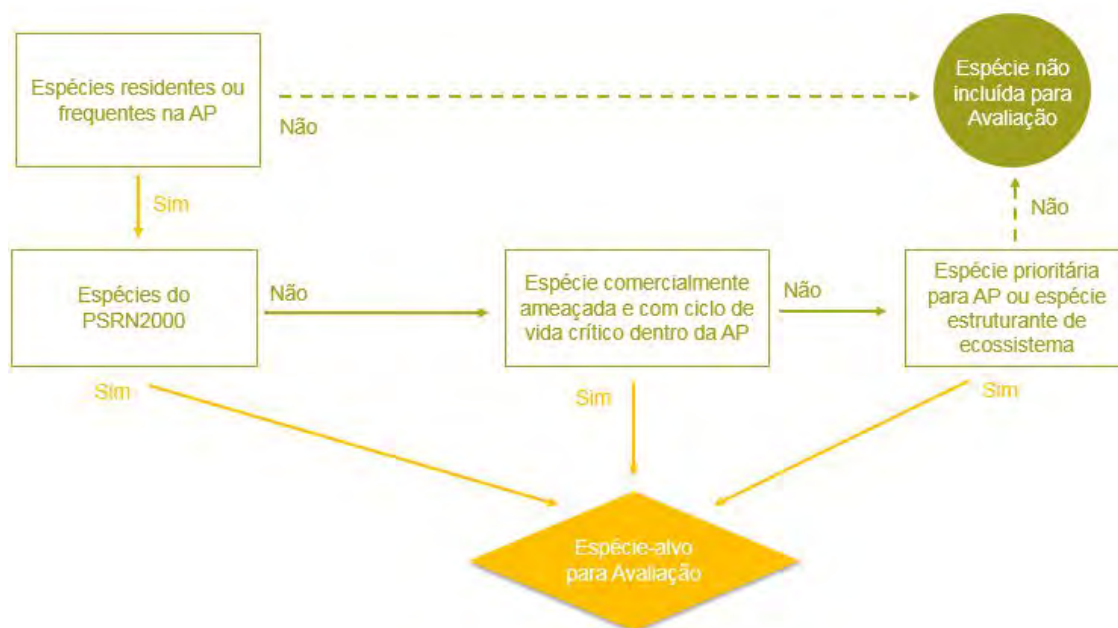 Espécies residentes ou
frequentes na AP
Não
Espécie não
incluída para
Avaliação
Sim
Não
Espécies do
PSRN2000
Não
Espécie comercialmente
ameaçada e com ciclo de
vida crítico dentro da AP
Não
Espécie prioritária
para AP ou espécie
estruturante de
ecossistema
Sim
Sim
Sim
Espécie-alvo
para Avaliação